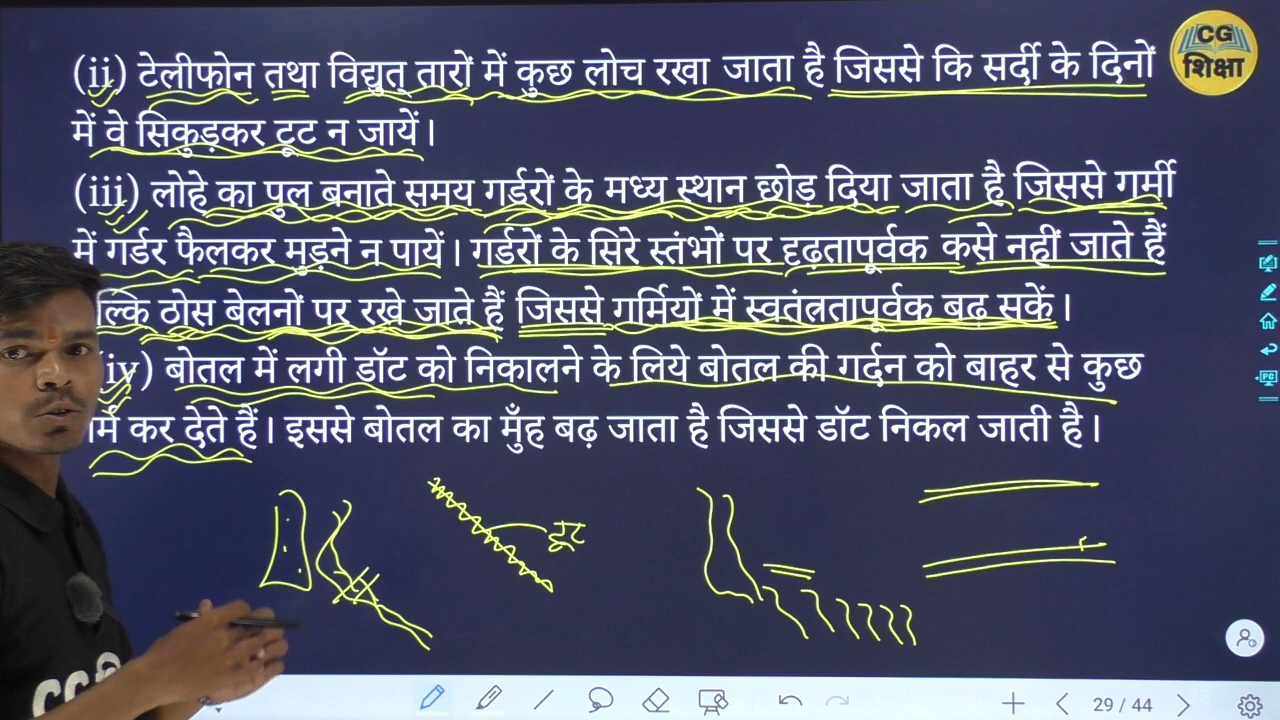 (ii) टेलीफोन तथा विद्युत् तारों में कुछ लोच रखा जाता है जिससे कि सर्दी के दिनों
में वे सिकुड़कर टूट न जायें।
(iii) लोहे का पुल बनाते समय गर्डरों के मध्य स्थान छोड़ दिया जाता है जिससे गर्मी
में गर्डर फैलकर मुड़ने न पायें। गर्डरों के सिरे स्तंभों पर दृढ़तापूर्वक कसे नहीं जाते हैं
ल्कि ठोस बेलनों पर रखे जाते हैं जिससे गर्मियों में स्वतंत्रतापूर्वक बढ़ सकें।
(iv) बोतल में लगी डॉट को निकालने के लिये बोतल की गर्दन को बाहर से कुछ
र्म कर देते हैं। इससे बोतल का मुँह बढ़ जाता है जिससे डॉट निकल जाती है।
CG
शिक्षा
टूट
PC
29 / 44